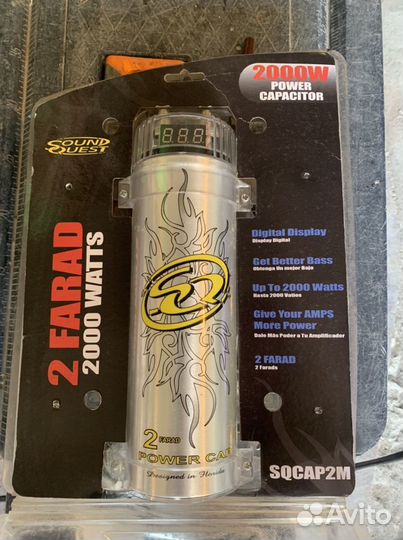 2000W
POWER
CAPACITOR
SOUND
QUEST
2 FARAD
2000 WATTS
Digital Display
Display Digital
Get Better Bass
Obtenga Un mejor Bajo
Up To 2000 Watts
Hasta 2000 Vatios
Give Your AMPS
More Power
Dale Más Poder a Tu Amplificador
2 FARAD
2 Farads
2 FARAD
POWER CAP
Designed in Florida
SQCAP2M
Avito